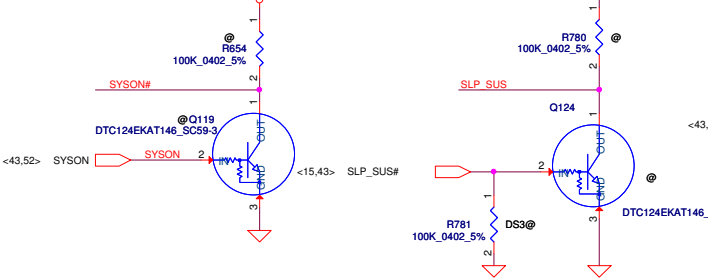 1
@
R654
100K_0402_5%
2
SYSON#
1
@Q119
DTC124EKAT146_SC59-3
OUT
IN
GND
2
<43,52> SYSON
SYSON
3
1
R780
@
100K_0402_5%
2
SLP_SUS
1
Q124
<43,
OUT
IN
GND
2
<15,43> SLP_SUS#
@
DTC124EKAT146_
3
1
R781
DS3@
100K_0402_5%
2